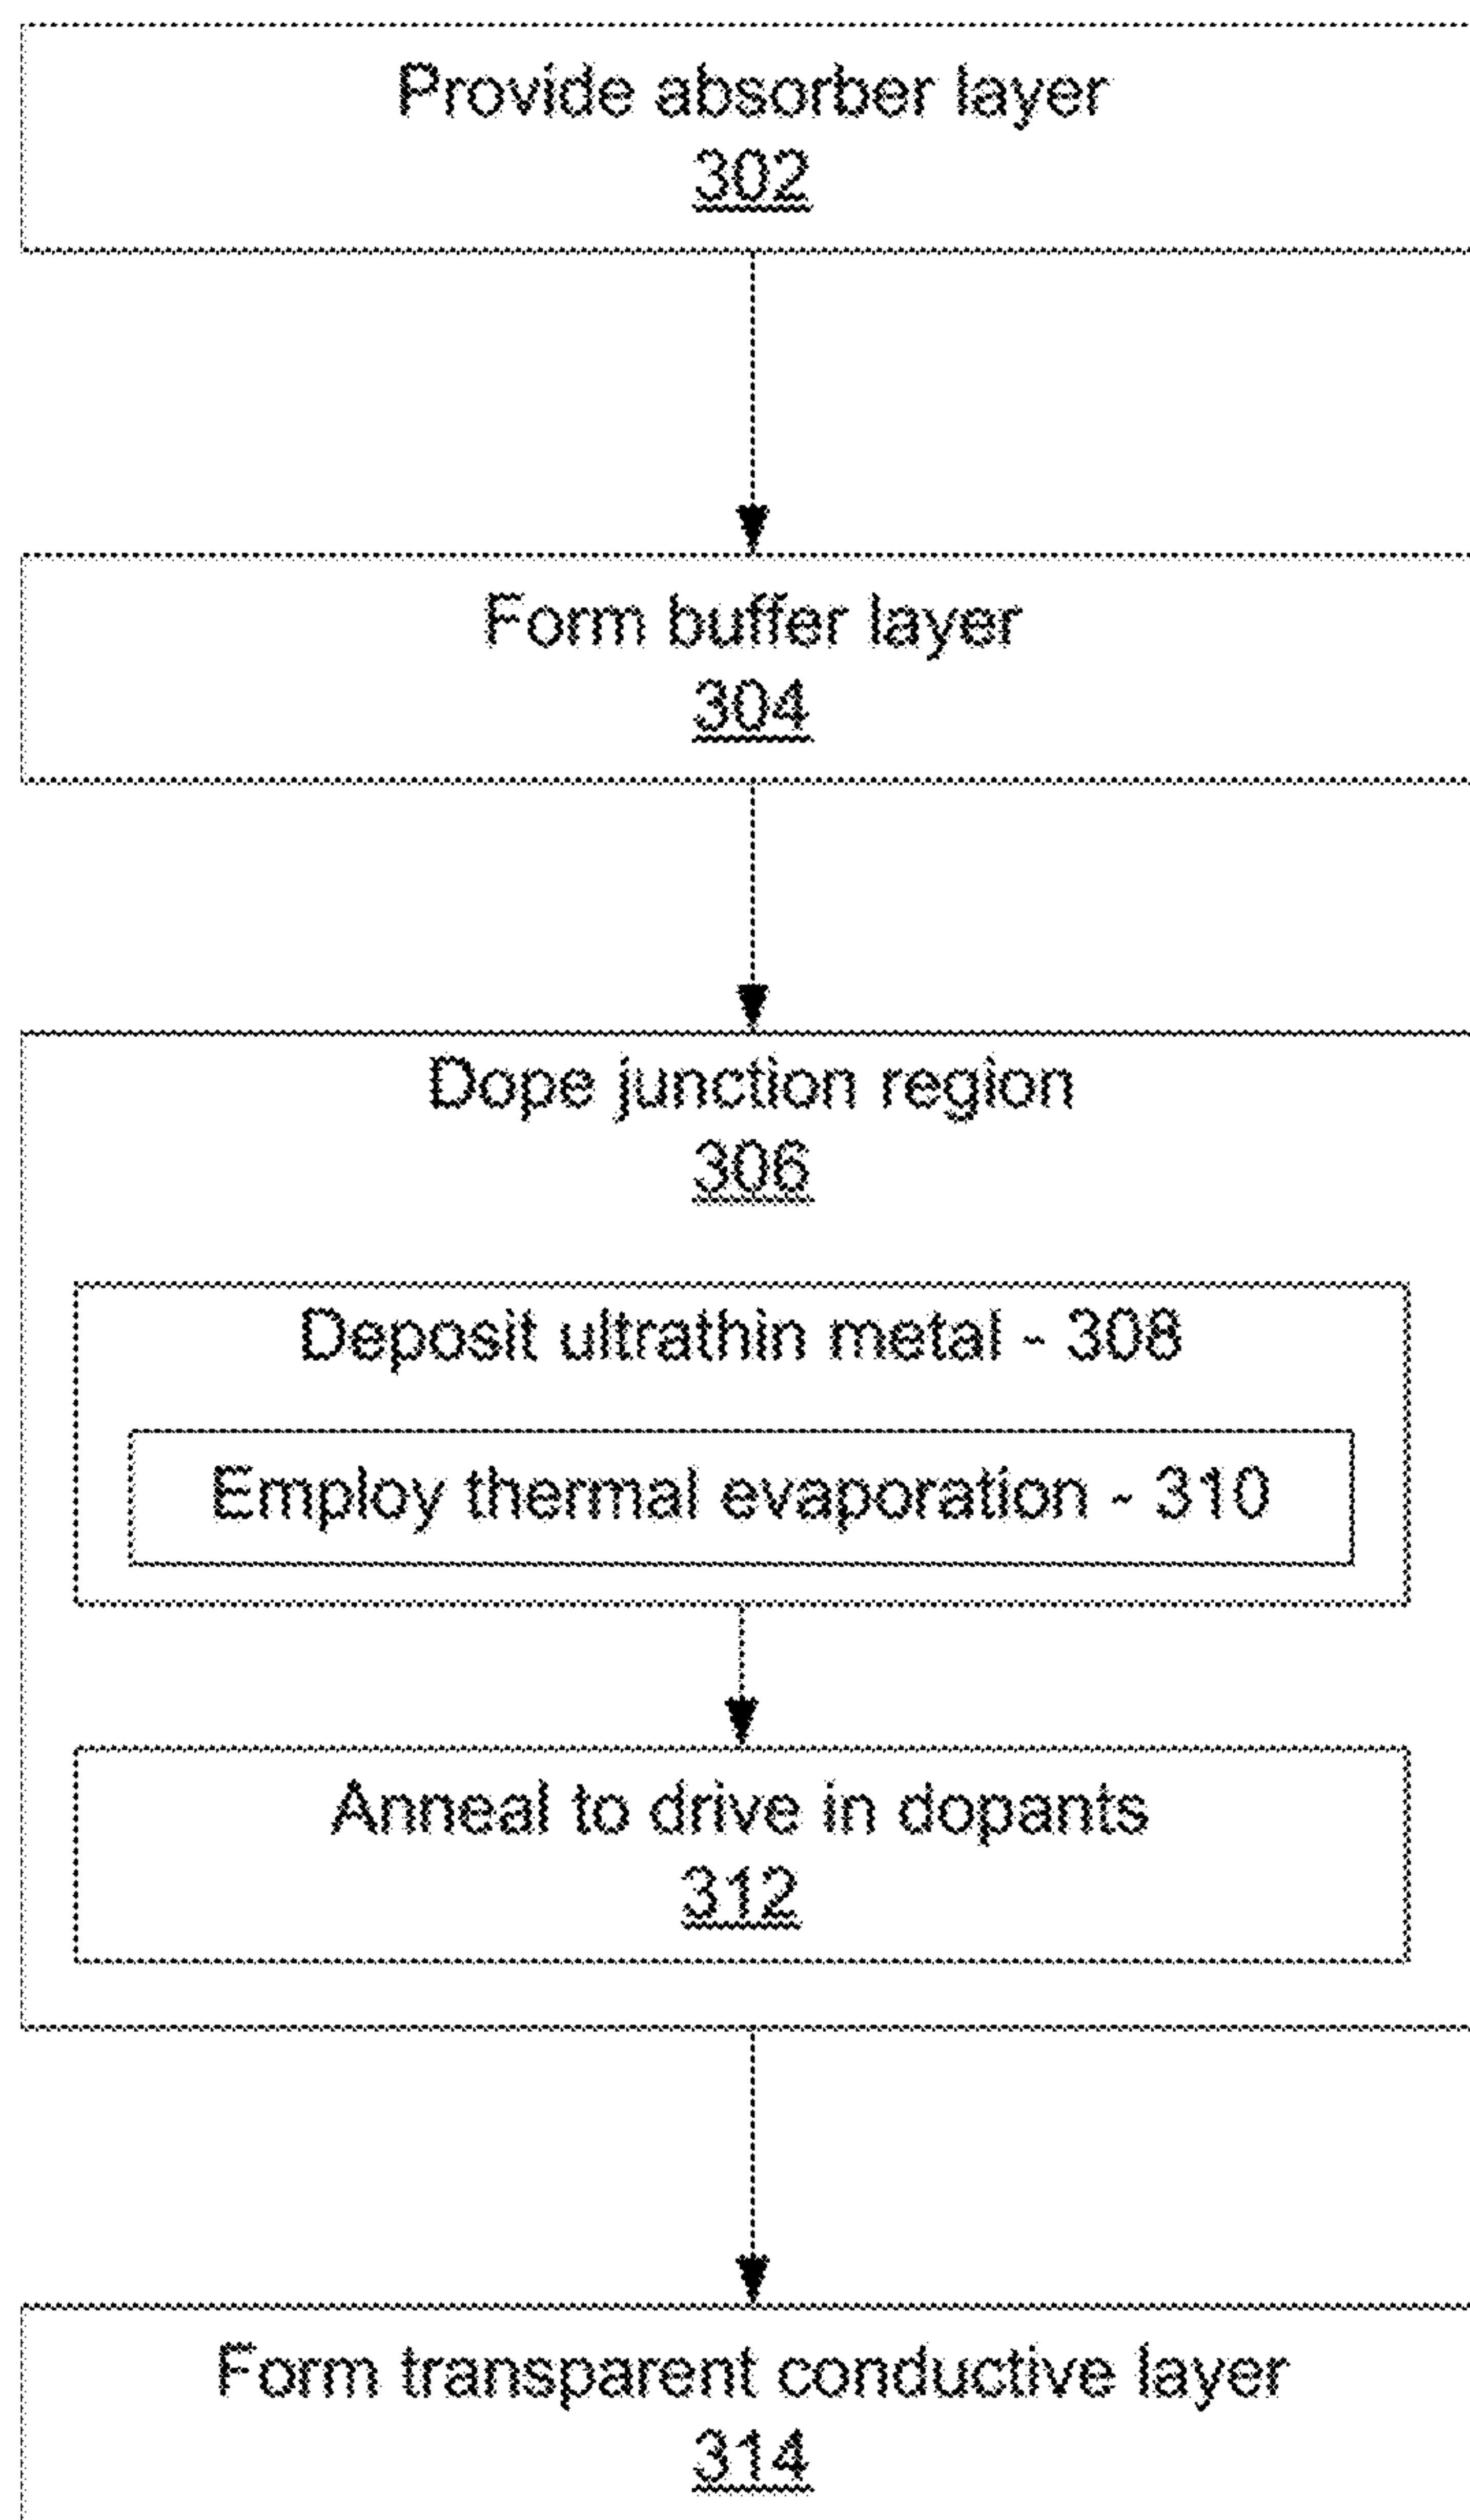 Provide absorber layer
302
Form buffer layer
304
Dope junction region
306
Deposit ultrathin metal - 308
Employ thermal evaporation - 310
Anneal to drive in dopants
312
Form transparent conductive layer
314